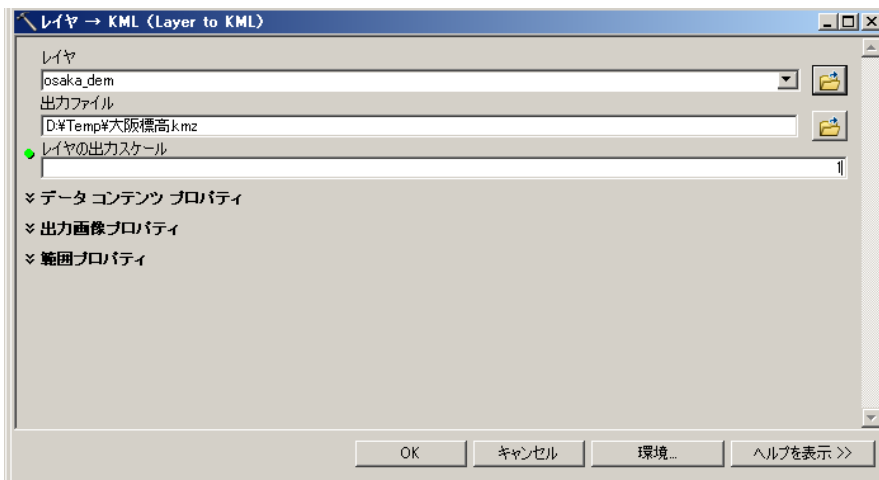 レイヤ → KML (Layer to KML)
レイヤ
osaka_dem
出力ファイル
D:¥Temp¥大阪標高.kmz
レイヤの出力スケール
1
データ コンテンツ プロパティ
出力画像プロパティ
範囲プロパティ
OK
キャンセル
環境...
ヘルプを表示 >>